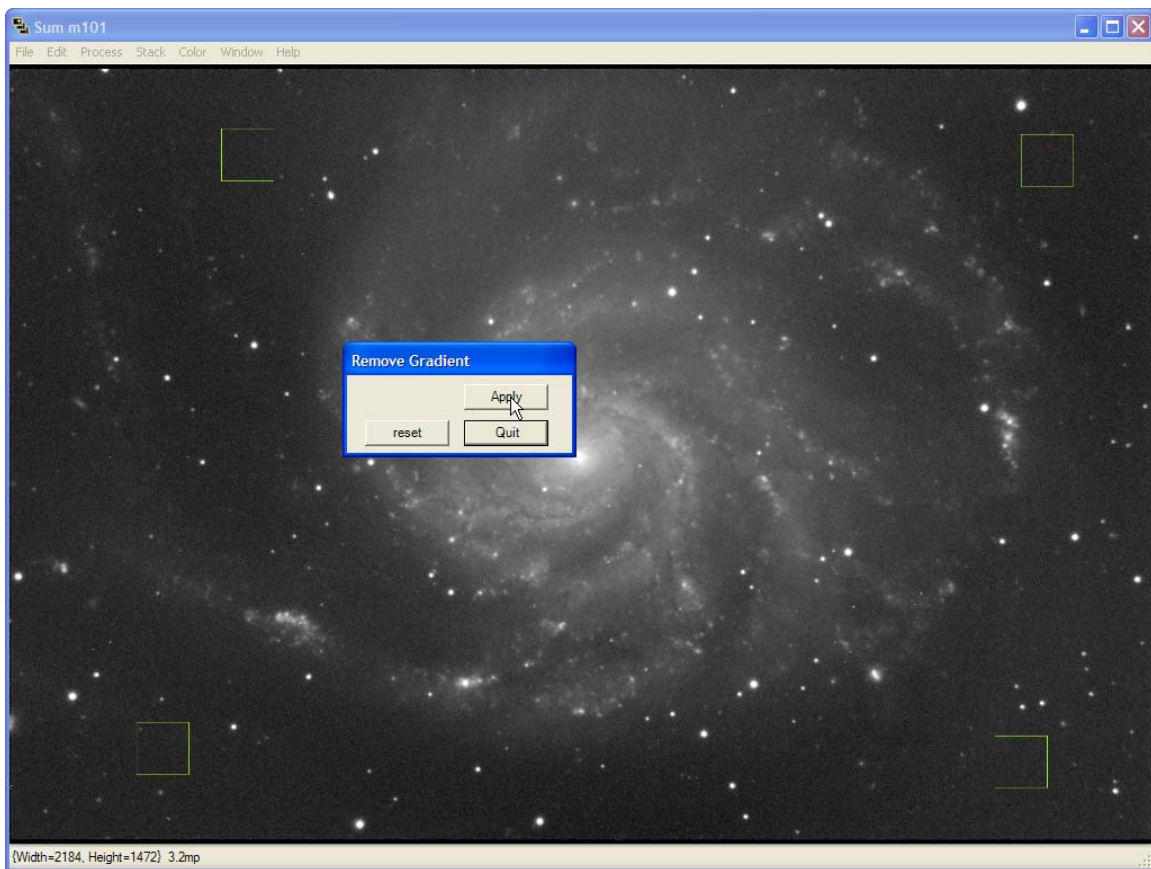 Sum m101
File Edit Process Stack Color Window Help
Remove Gradient
Apply
reset Quit
{Width=2184, Height=1472} 3.2mp